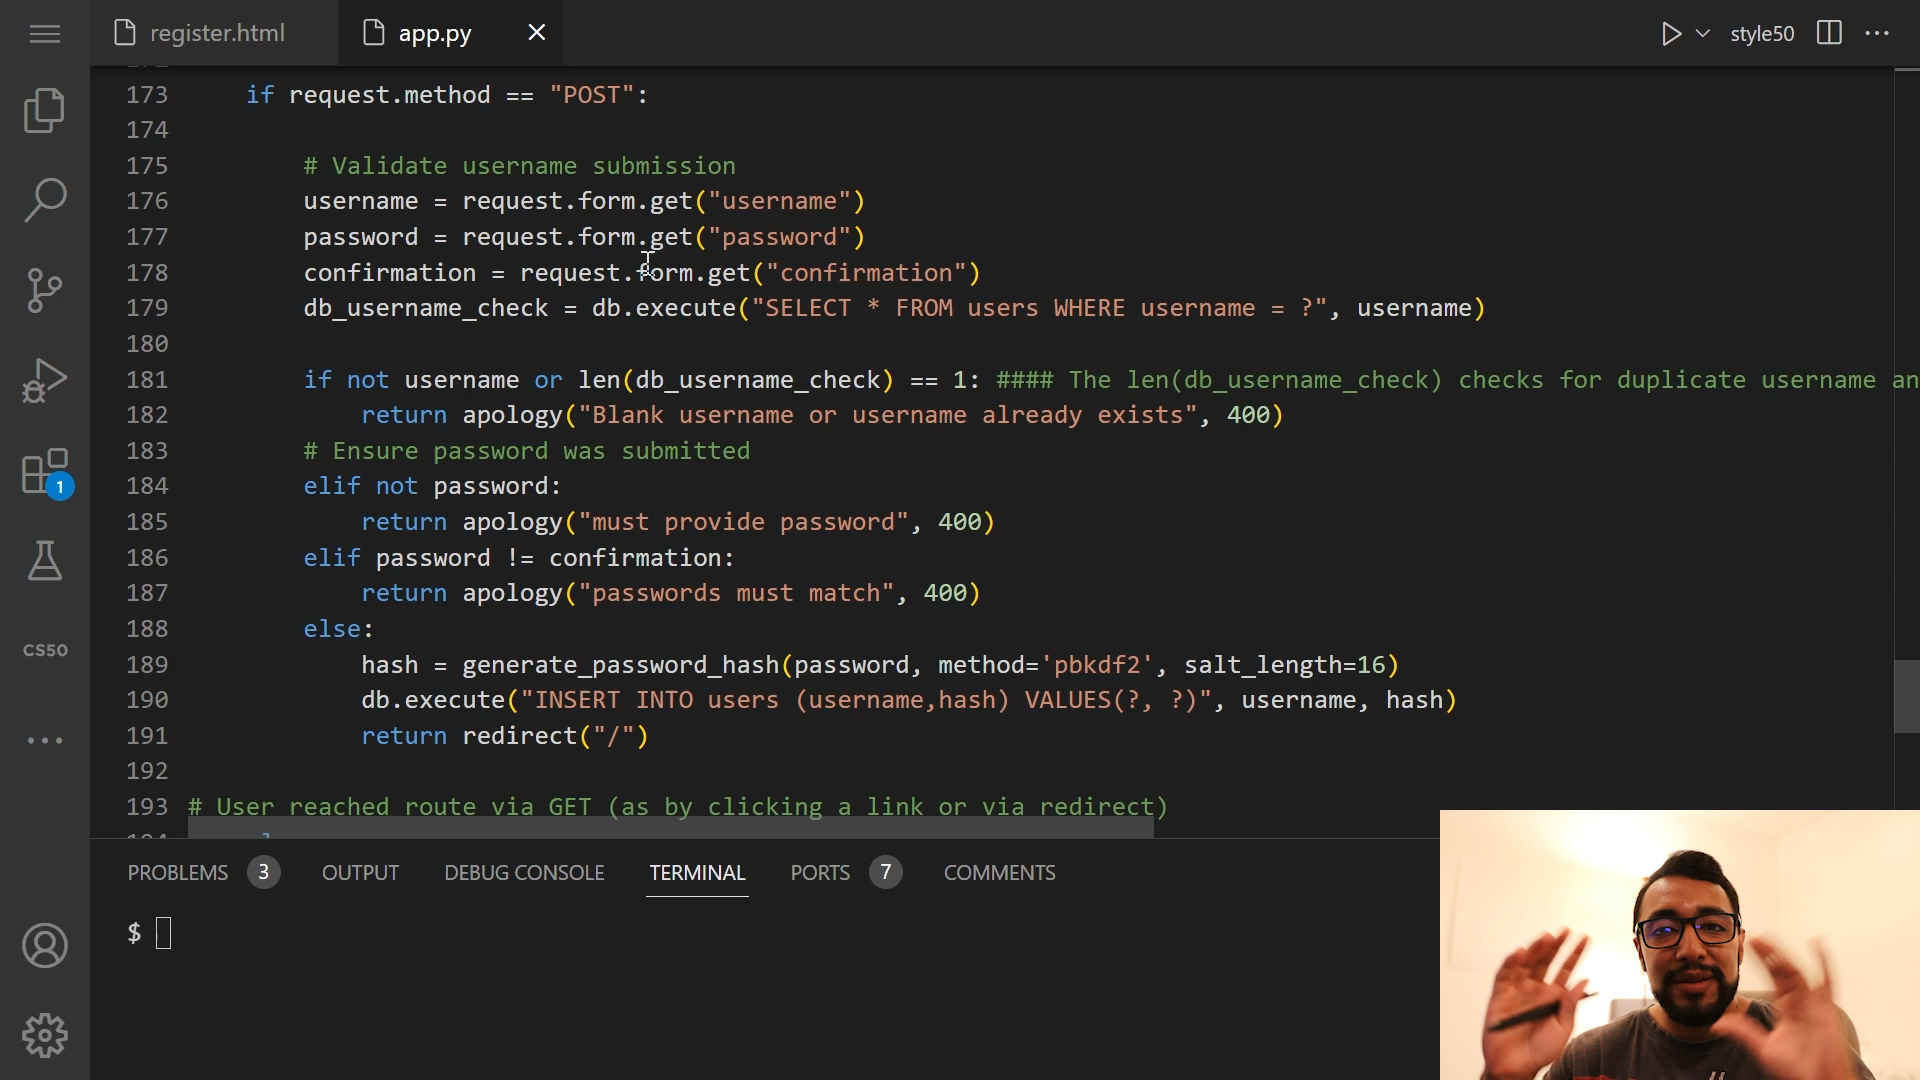 register.html
app.py
style50
173 if request.method == "POST":
174
175 # Validate username submission
176 username = request.form.get("username")
177 password = request.form.get("password")
178 confirmation = request.form.get("confirmation")
179 db_username_check = db.execute("SELECT * FROM users WHERE username = ?", username)
180
181 if not username or len(db_username_check) == 1: #### The len(db_username_check) checks for duplicate username an
182 return apology("Blank username or username already exists", 400)
183 # Ensure password was submitted
184 elif not password:
185 return apology("must provide password", 400)
186 elif password != confirmation:
187 return apology("passwords must match", 400)
188 else:
189 hash = generate_password_hash(password, method='pbkdf2', salt_length=16)
190 db.execute("INSERT INTO users (username,hash) VALUES(?, ?)", username, hash)
191 return redirect("/")
192
193 # User reached route via GET (as by clicking a link or via redirect)
1
CS50
PROBLEMS 3 OUTPUT DEBUG CONSOLE TERMINAL PORTS 7 COMMENTS
$